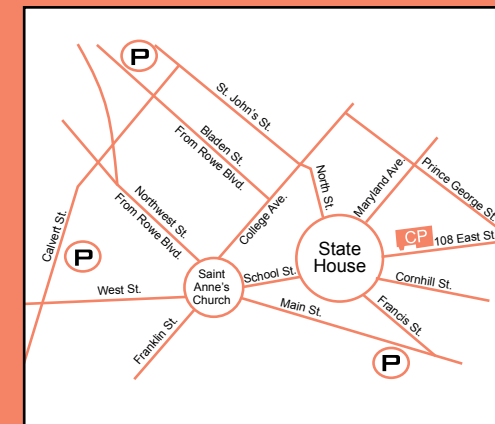 P
St. John's St.
Bladen St.
From Rowe Blvd.
North St.
Maryland Ave.
Prince George St.
College Ave.
Northwest St.
From Rowe Blvd.
Calvert St.
P
CP
108 East St.
State
House
School St.
Saint
Anne's
Church
West St.
Cornhill St.
Main St.
Francis St.
Franklin St.
P